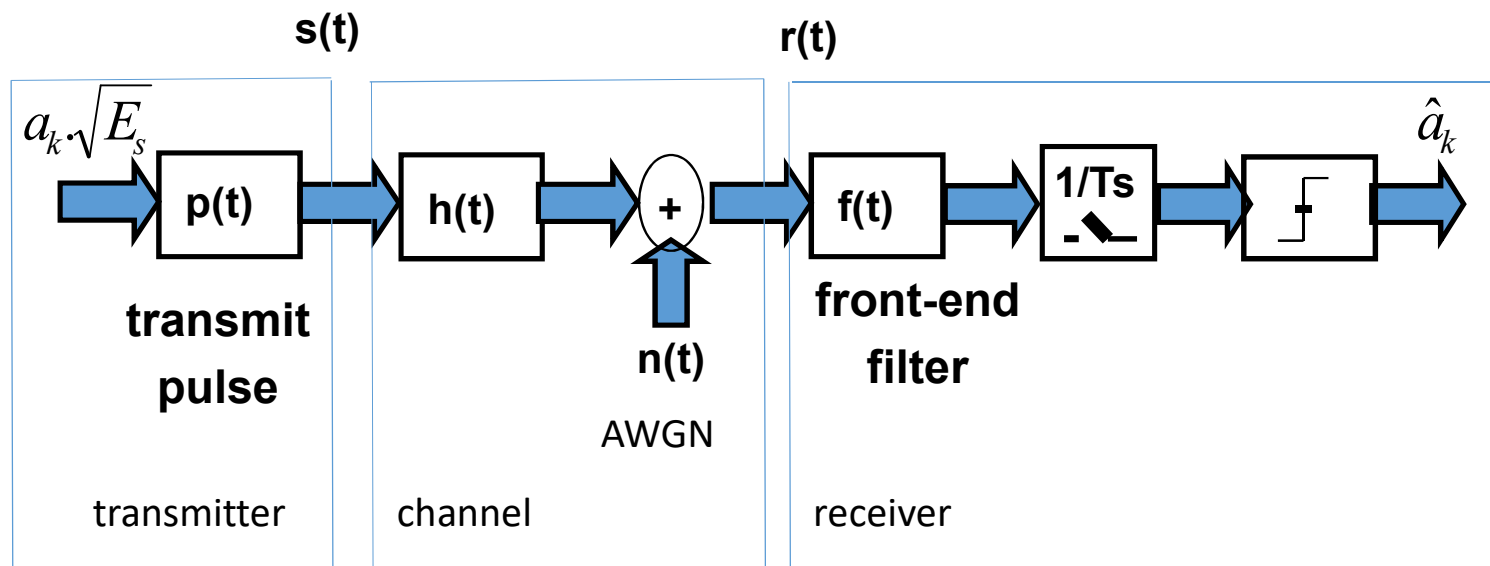 s(t)
r(t)
a_k.√E_s
â_k
p(t)
h(t)
+
f(t)
1/Ts
transmit
pulse
n(t)
front-end
filter
AWGN
transmitter
channel
receiver